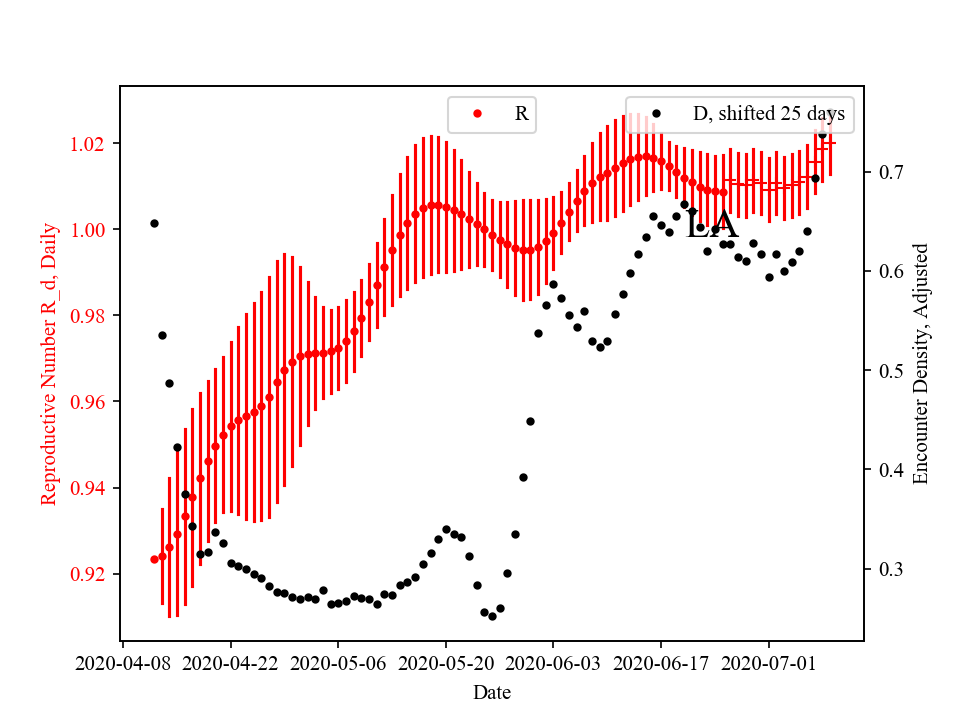 R
D, shifted 25 days
1.02
1.00
0.98
0.96
0.94
0.92
Reproductive Number R_d, Daily
LA
0.7
0.6
0.5
0.4
0.3
Encounter Density, Adjusted
2020-04-08 2020-04-22 2020-05-06 2020-05-20 2020-06-03 2020-06-17 2020-07-01
Date